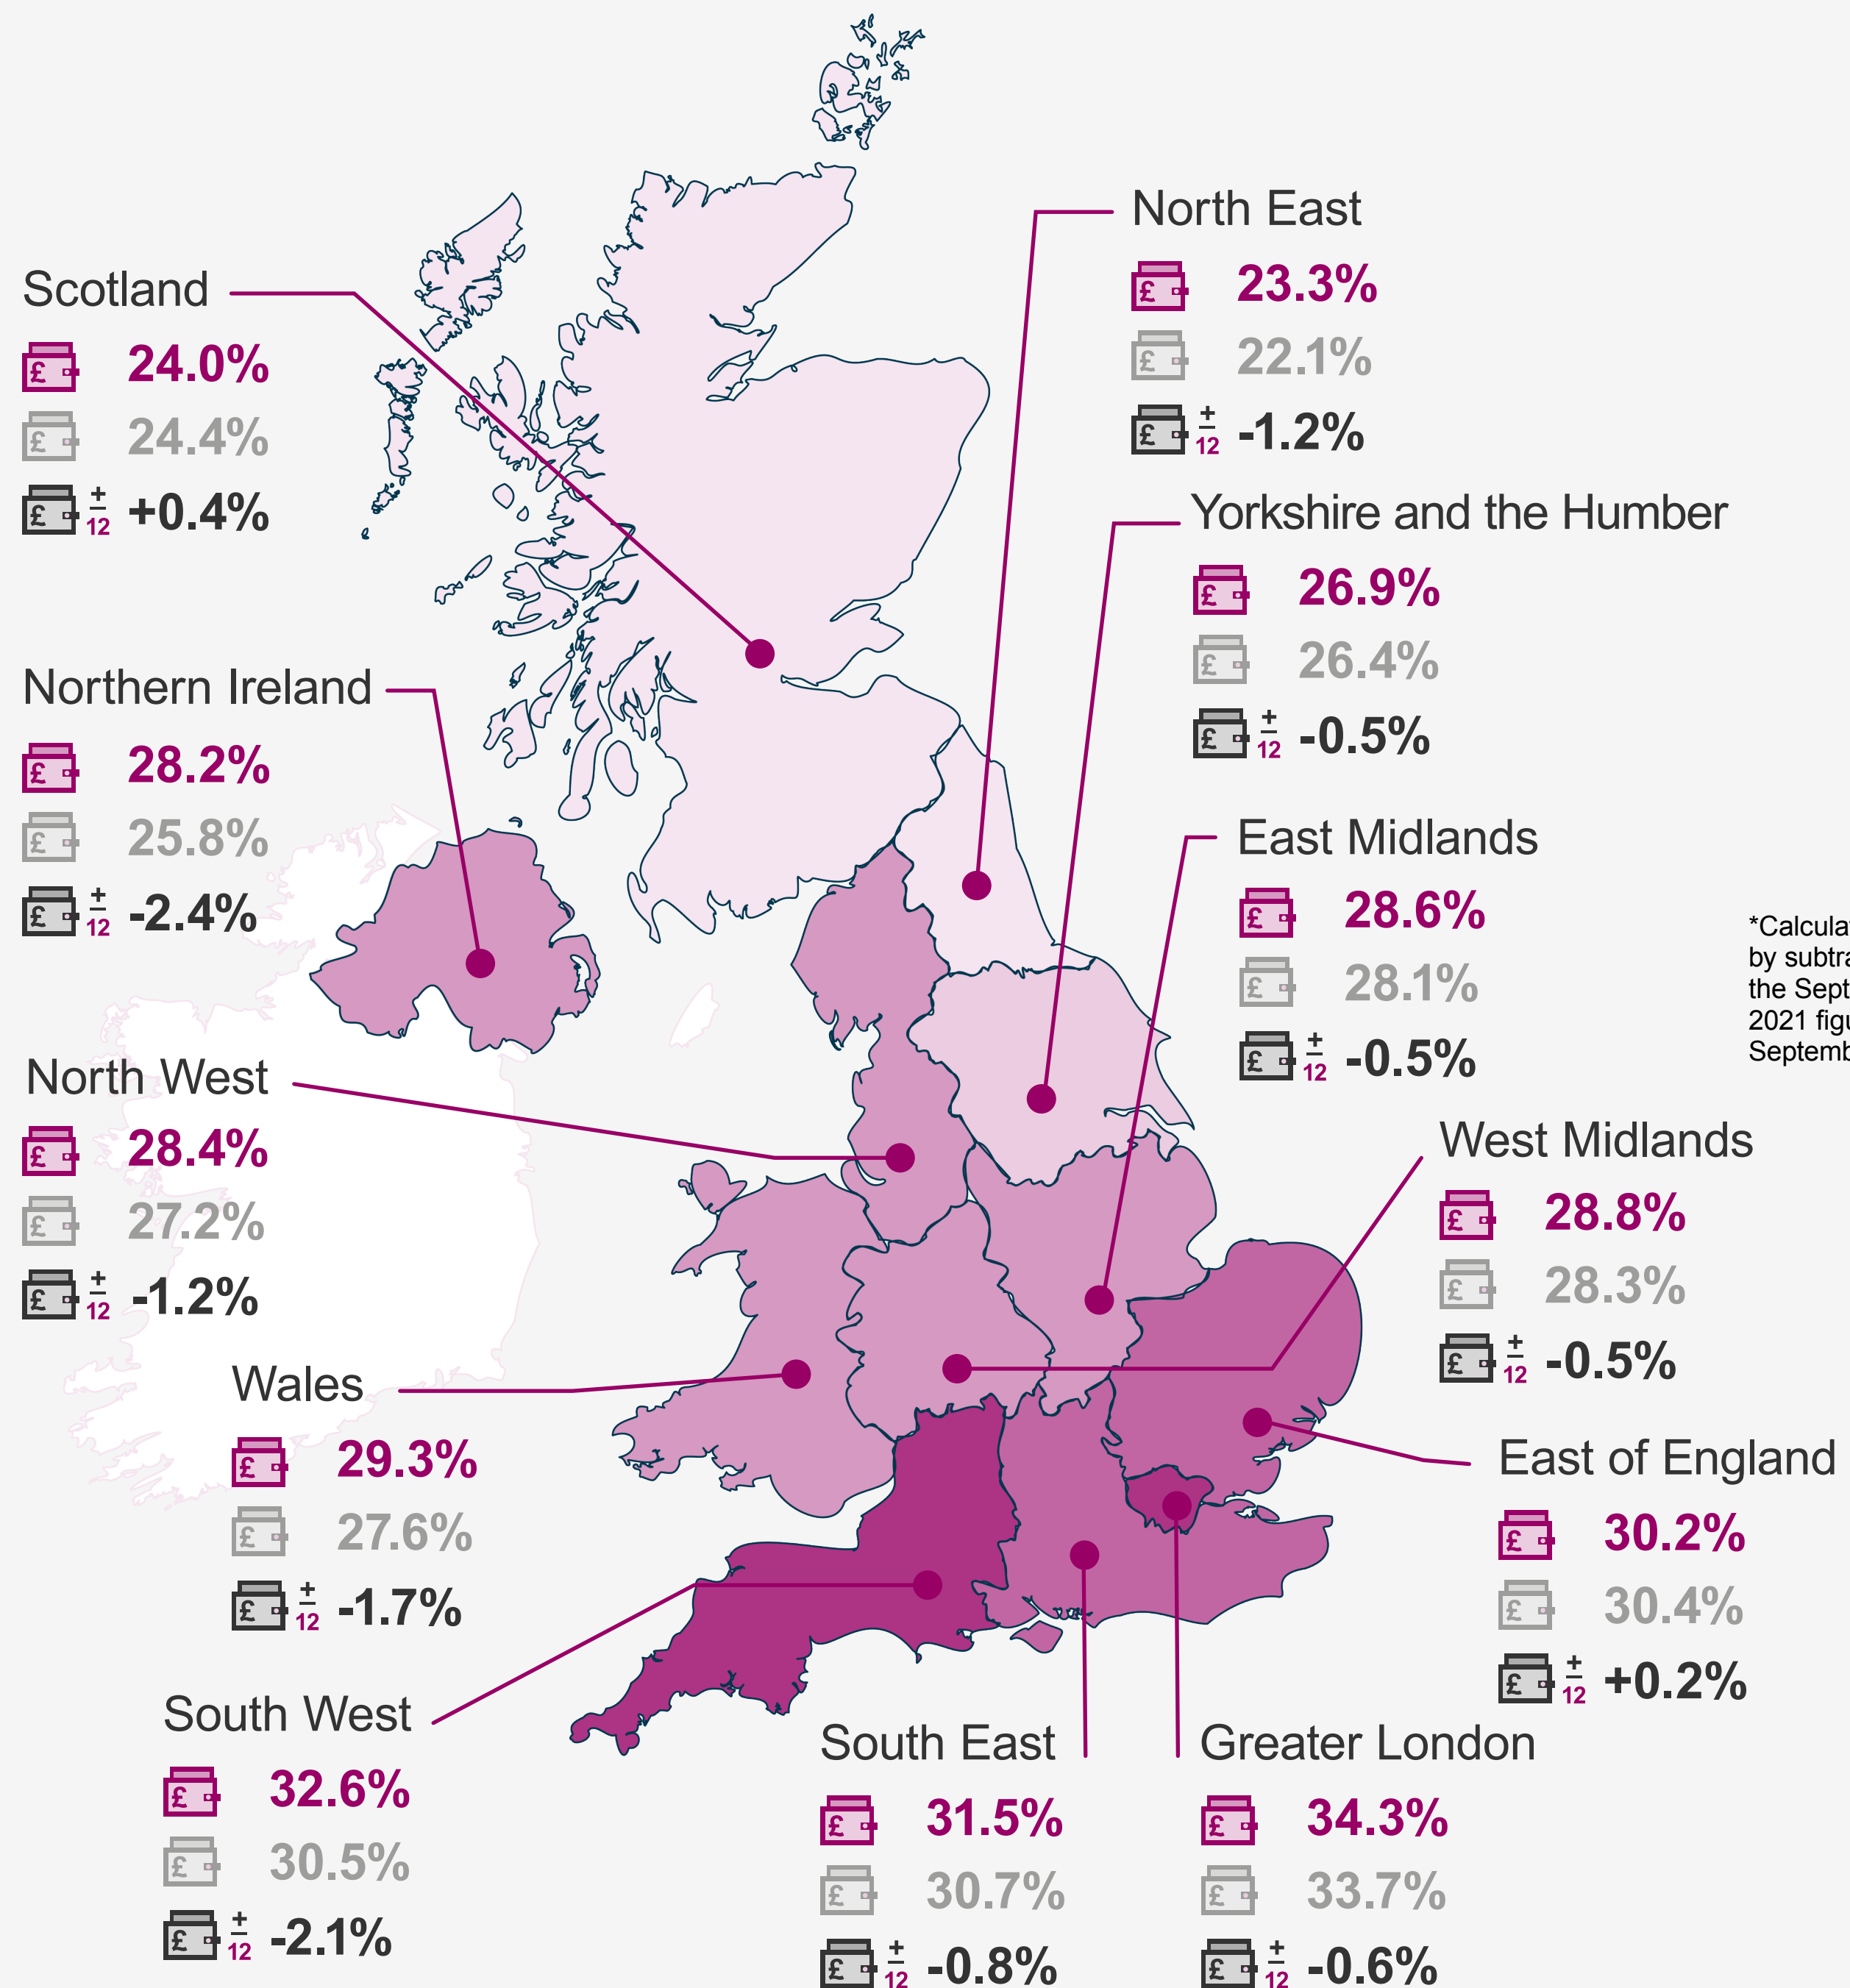 Scotland
£ 24.0%
£ 24.4%
£ ± 12 +0.4%
North East
£ 23.3%
£ 22.1%
£ ± 12 -1.2%
Yorkshire and the Humber
£ 26.9%
£ 26.4%
£ ± 12 -0.5%
Northern Ireland
£ 28.2%
£ 25.8%
£ ± 12 -2.4%
East Midlands
£ 28.6%
£ 28.1%
£ ± 12 -0.5%
by
the
2021
North West
£ 28.4%
£ 27.2%
£ ± 12 -1.2%
West Midlands
£ 28.8%
£ 28.3%
£ ± 12 -0.5%
Wales
£ 29.3%
£ 27.6%
£ ± 12 -1.7%
East of England
£ 30.2%
£ 30.4%
£ ± 12 +0.2%
South West
£ 32.6%
£ 30.5%
£ ± 12 -2.1%
South East
£ 31.5%
£ 30.7%
£ ± 12 -0.8%
Greater London
£ 34.3%
£ 33.7%
£ ± 12 -0.6%